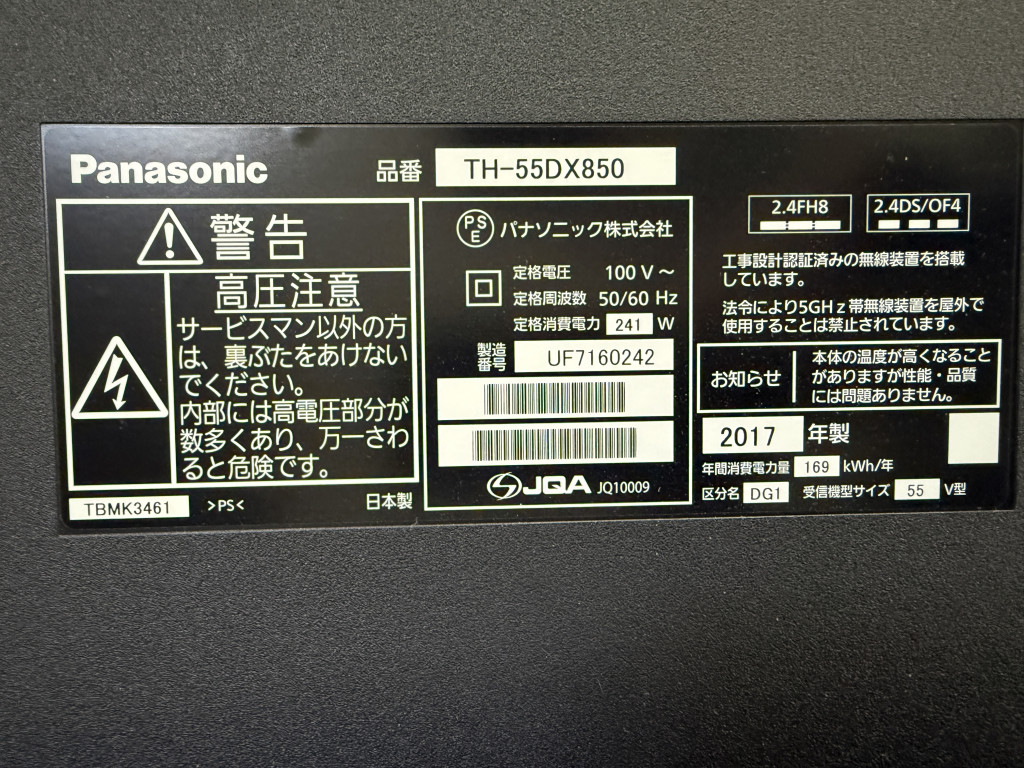 Panasonic
品番 TH-55DX850
警告
高圧注意
サービスマン以外の方
は、裏ぶたをあけない
でください。
内部には高電圧部分が
数多くあり、万一さわ
ると危険です。
TBMK3461 >PS< 日本製
PSE パナソニック株式会社
定格電圧 100 V ～
定格周波数 50/60 Hz
定格消費電力 241 W
製造番号 UF7160242
JQA JQ10009
2.4FH8 2.4DS/OF4
工事設計認証済みの無線装置を搭載
しています。
法令により5GHz帯無線装置を屋外で
使用することは禁止されています。
お知らせ
本体の温度が高くなること
がありますが性能・品質
には問題ありません。
2017 年製
年間消費電力量 169 kWh/年
区分名 DG1 受信機型サイズ 55 V型